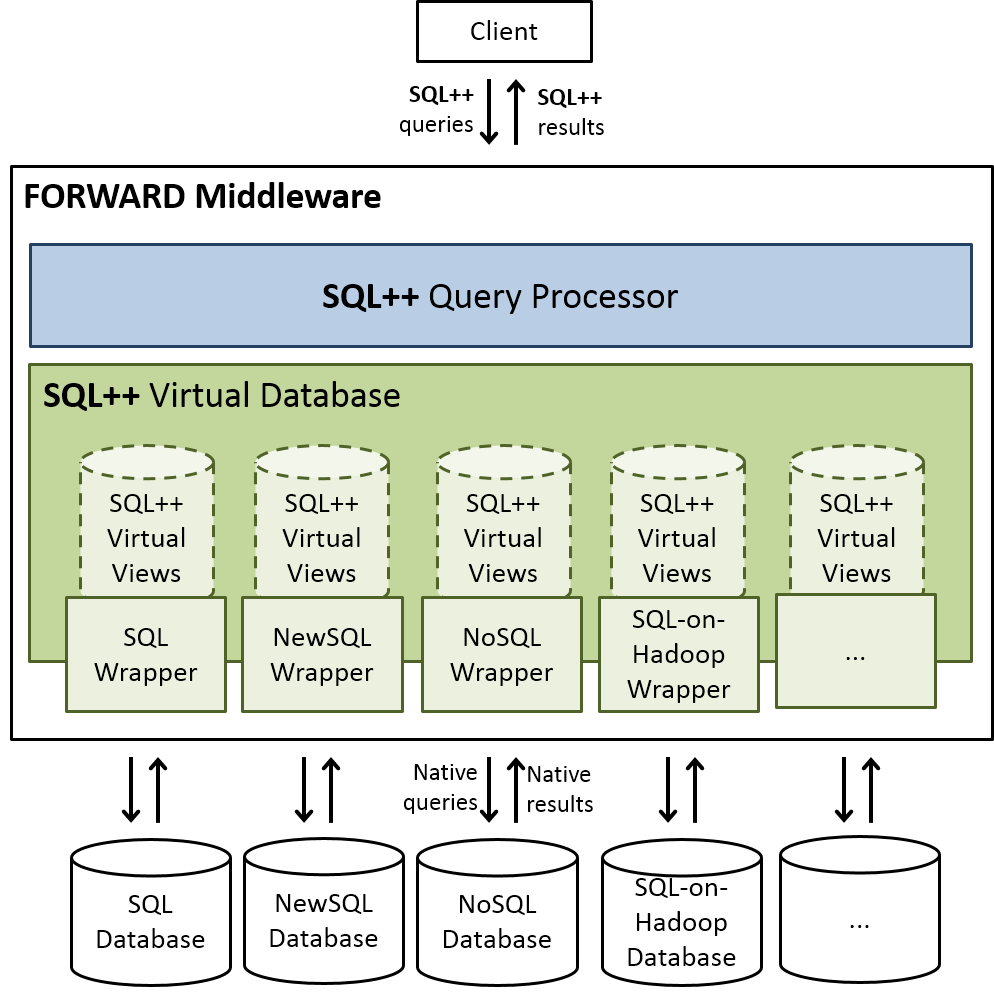 Client
SQL++
queries
SQL++
results
FORWARD Middleware
SQL++ Query Processor
SQL++ Virtual Database
SQL++
Virtual
Views
SQL++
Virtual
Views
SQL++
Virtual
Views
SQL++
Virtual
Views
SQL++
Virtual
Views
SQL
Wrapper
NewSQL
Wrapper
NoSQL
Wrapper
SQL-on-
Hadoop
Wrapper
...
Native
queries
Native
results
SQL
Database
NewSQL
Database
NoSQL
Database
SQL-on-
Hadoop
Database
...